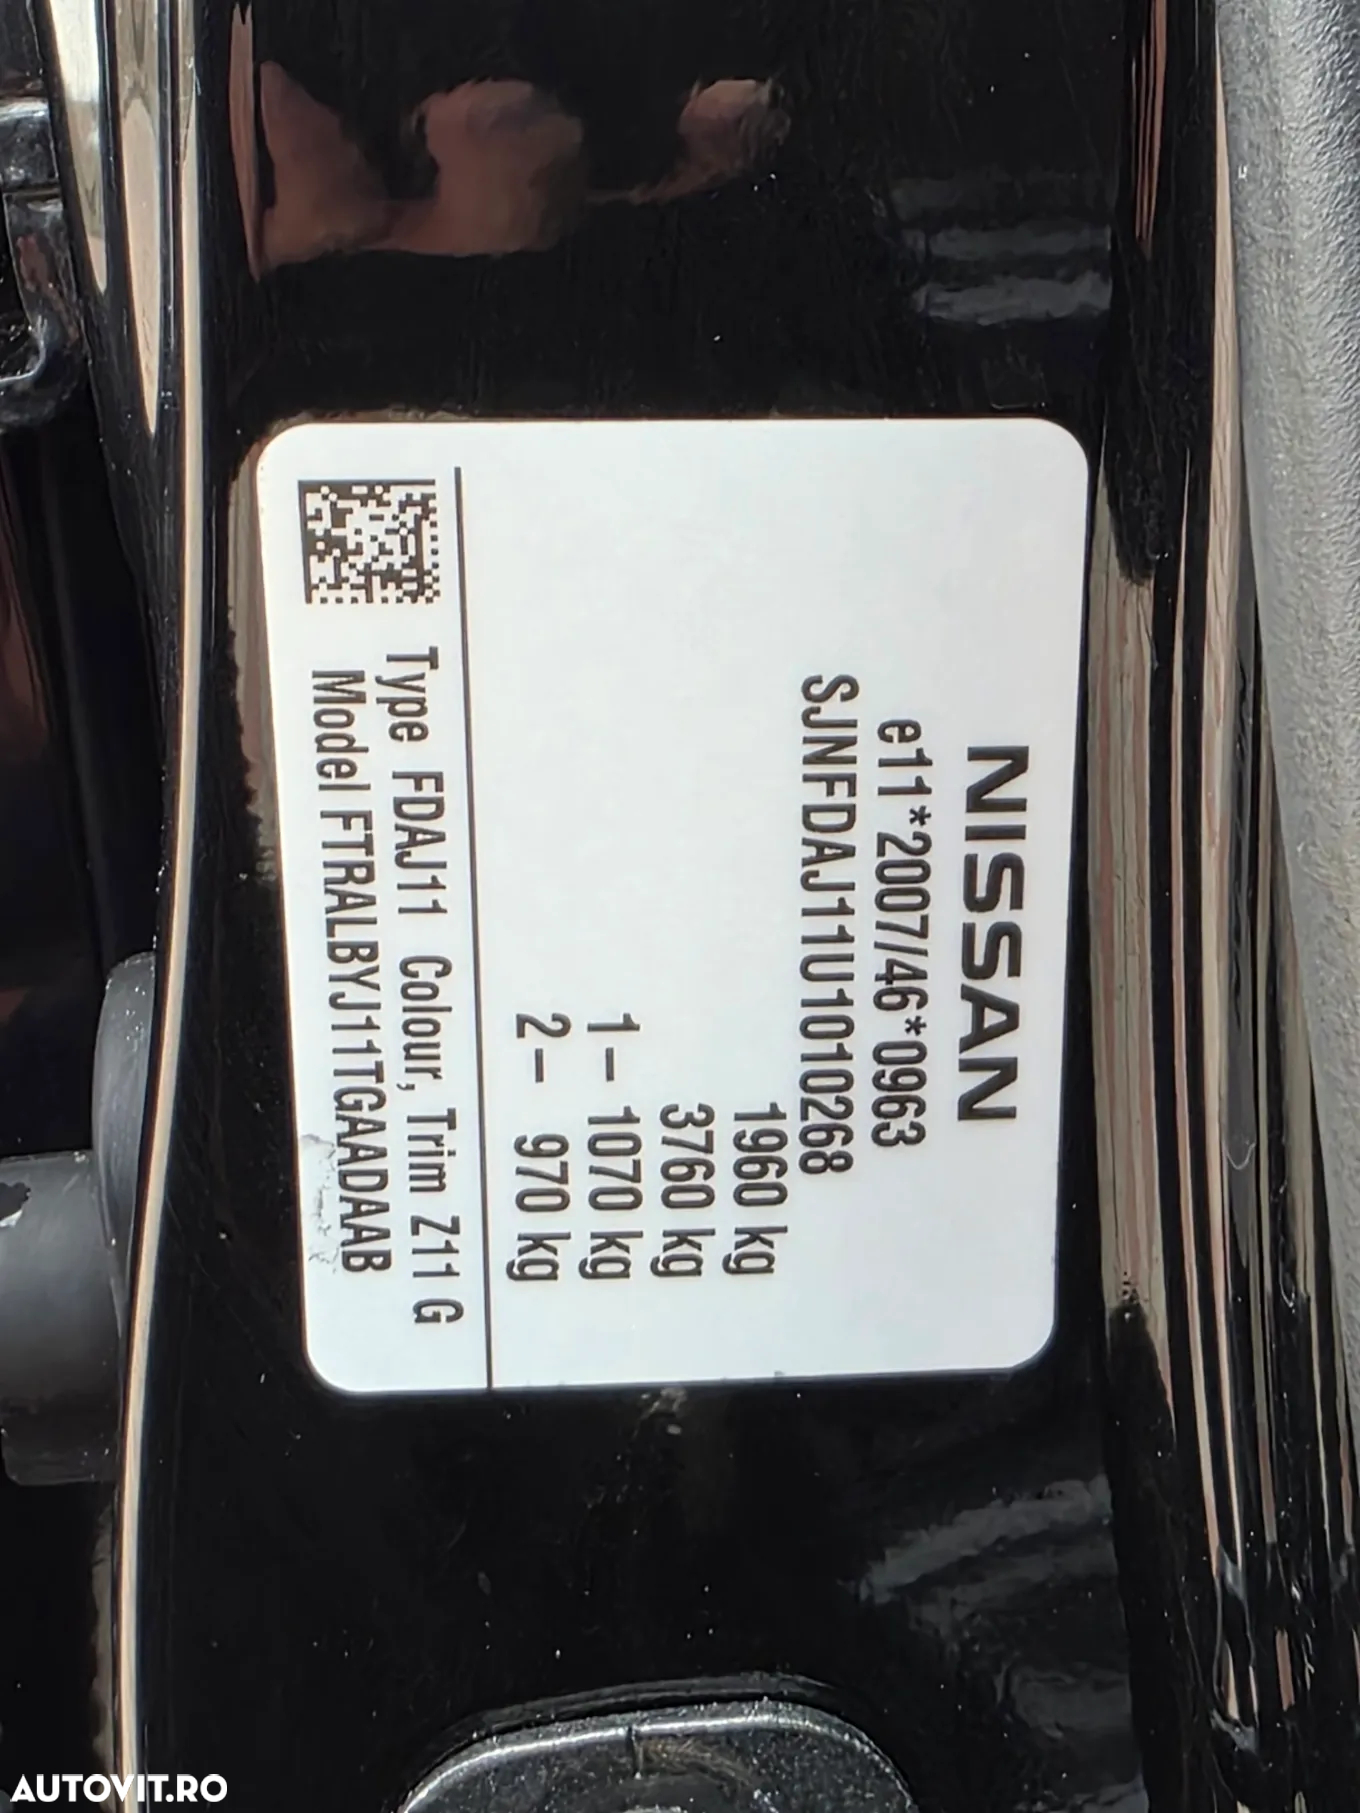 NISSAN
e11*2007/46*0963
SJNFDAJ11U1010268
1960 kg
3760 kg
1– 1070 kg
2– 970 kg
Type FDAJ11 Colour, Trim Z11 G
Model FTRALBYJ11TGAADAAB
AUTOVIT.RO